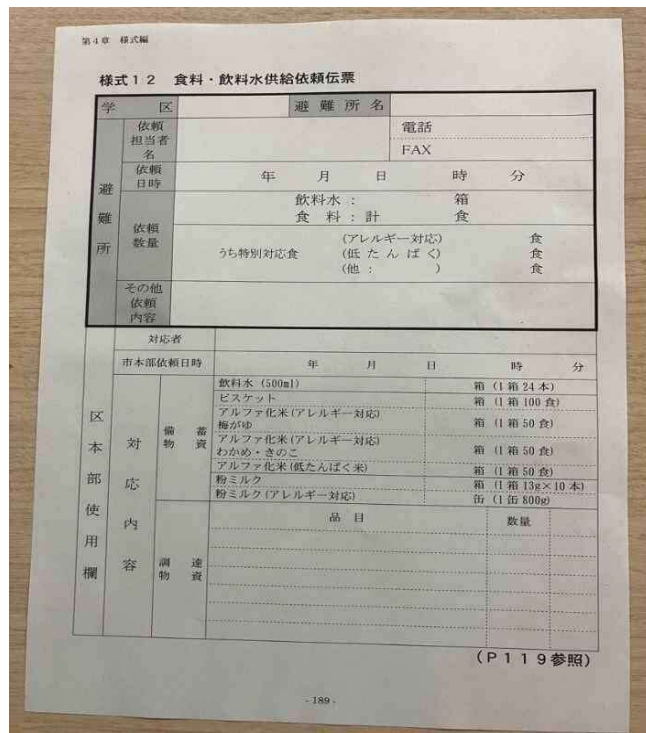 第4章 様式編
様式12 食料・飲料水供給依頼伝票
学 区 避難所名
避難所
依頼担当者名 電話
FAX
依頼日時 年 月 日 時 分
依頼数量 飲料水: 箱
食料:計 食
うち特別対応食 (アレルギー対応) 食
(低たんぱく) 食
(他: ) 食
その他依頼内容
区本部使用欄
対応者
市本部依頼日時 年 月 日 時 分
対応内容
備蓄物資
飲料水 (500ml) 箱 (1箱24本)
ビスケット 箱 (1箱100食)
アルファ化米(アレルギー対応)
梅がゆ 箱 (1箱50食)
アルファ化米(アレルギー対応)
わかめ・きのこ 箱 (1箱50食)
アルファ化米(低たんぱく米) 箱 (1箱50食)
粉ミルク 箱 (1箱13g×10本)
粉ミルク(アレルギー対応) 缶 (1缶800g)
調達物資
品目 数量
(P119参照)
- 189 -